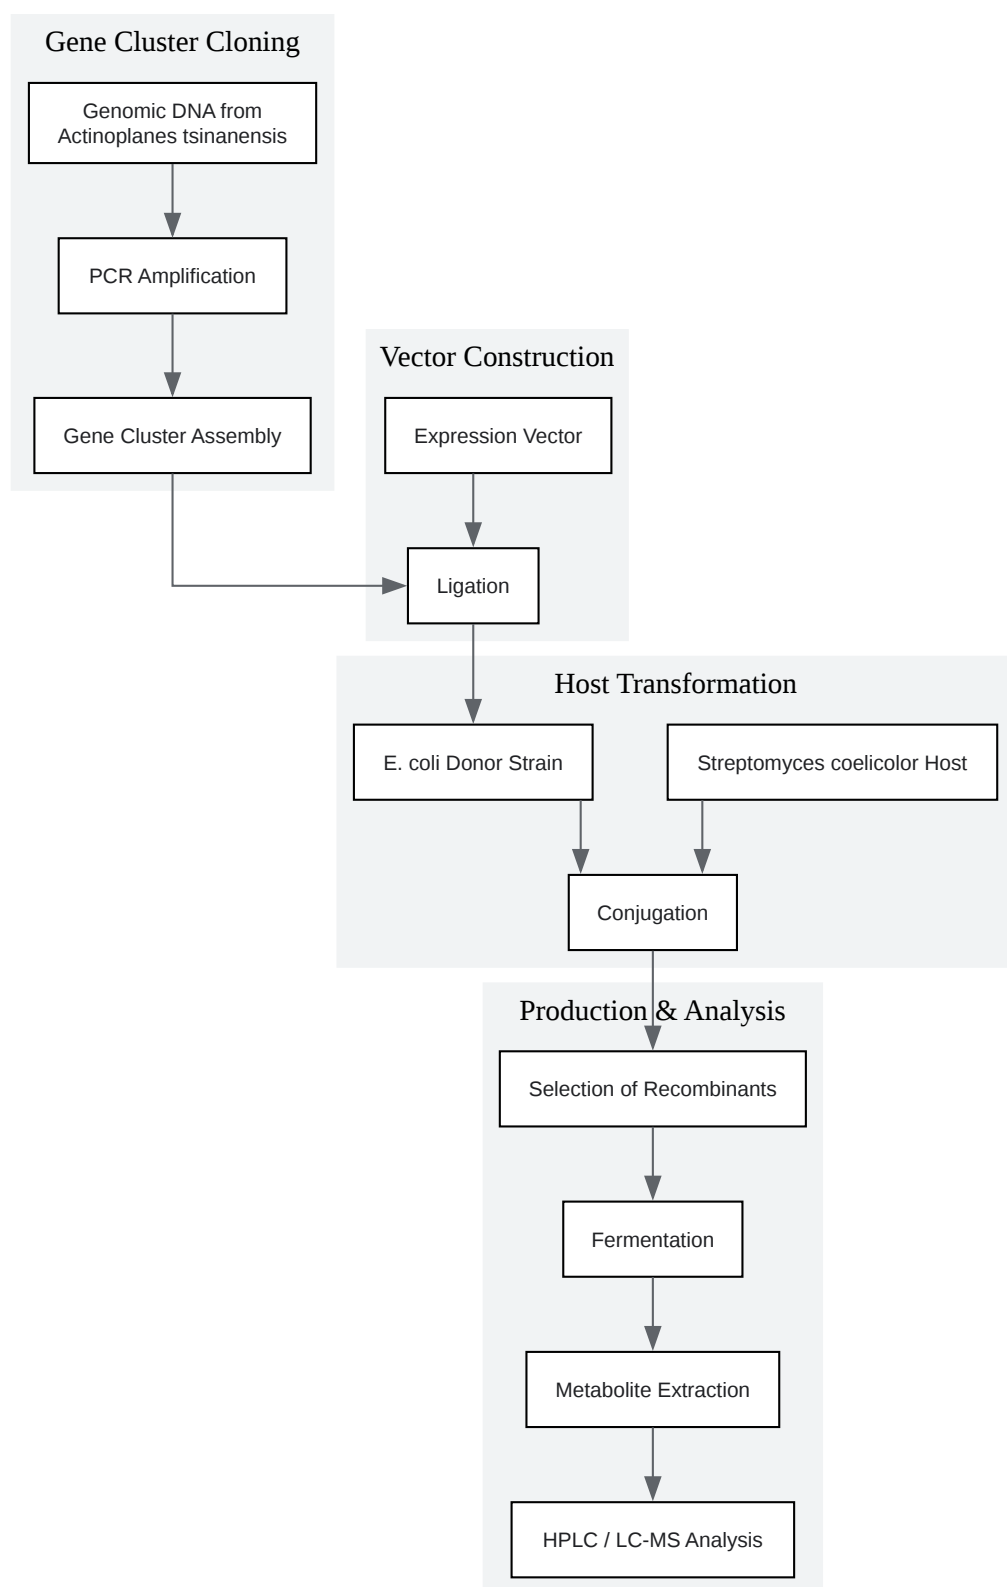 Gene Cluster Cloning
Genomic DNA from
Actinoplanes tsinanensis
PCR Amplification
Gene Cluster Assembly
Vector Construction
Expression Vector
Ligation
Host Transformation
E. coli Donor Strain
Streptomyces coelicolor Host
Conjugation
Production & Analysis
Selection of Recombinants
Fermentation
Metabolite Extraction
HPLC / LC-MS Analysis